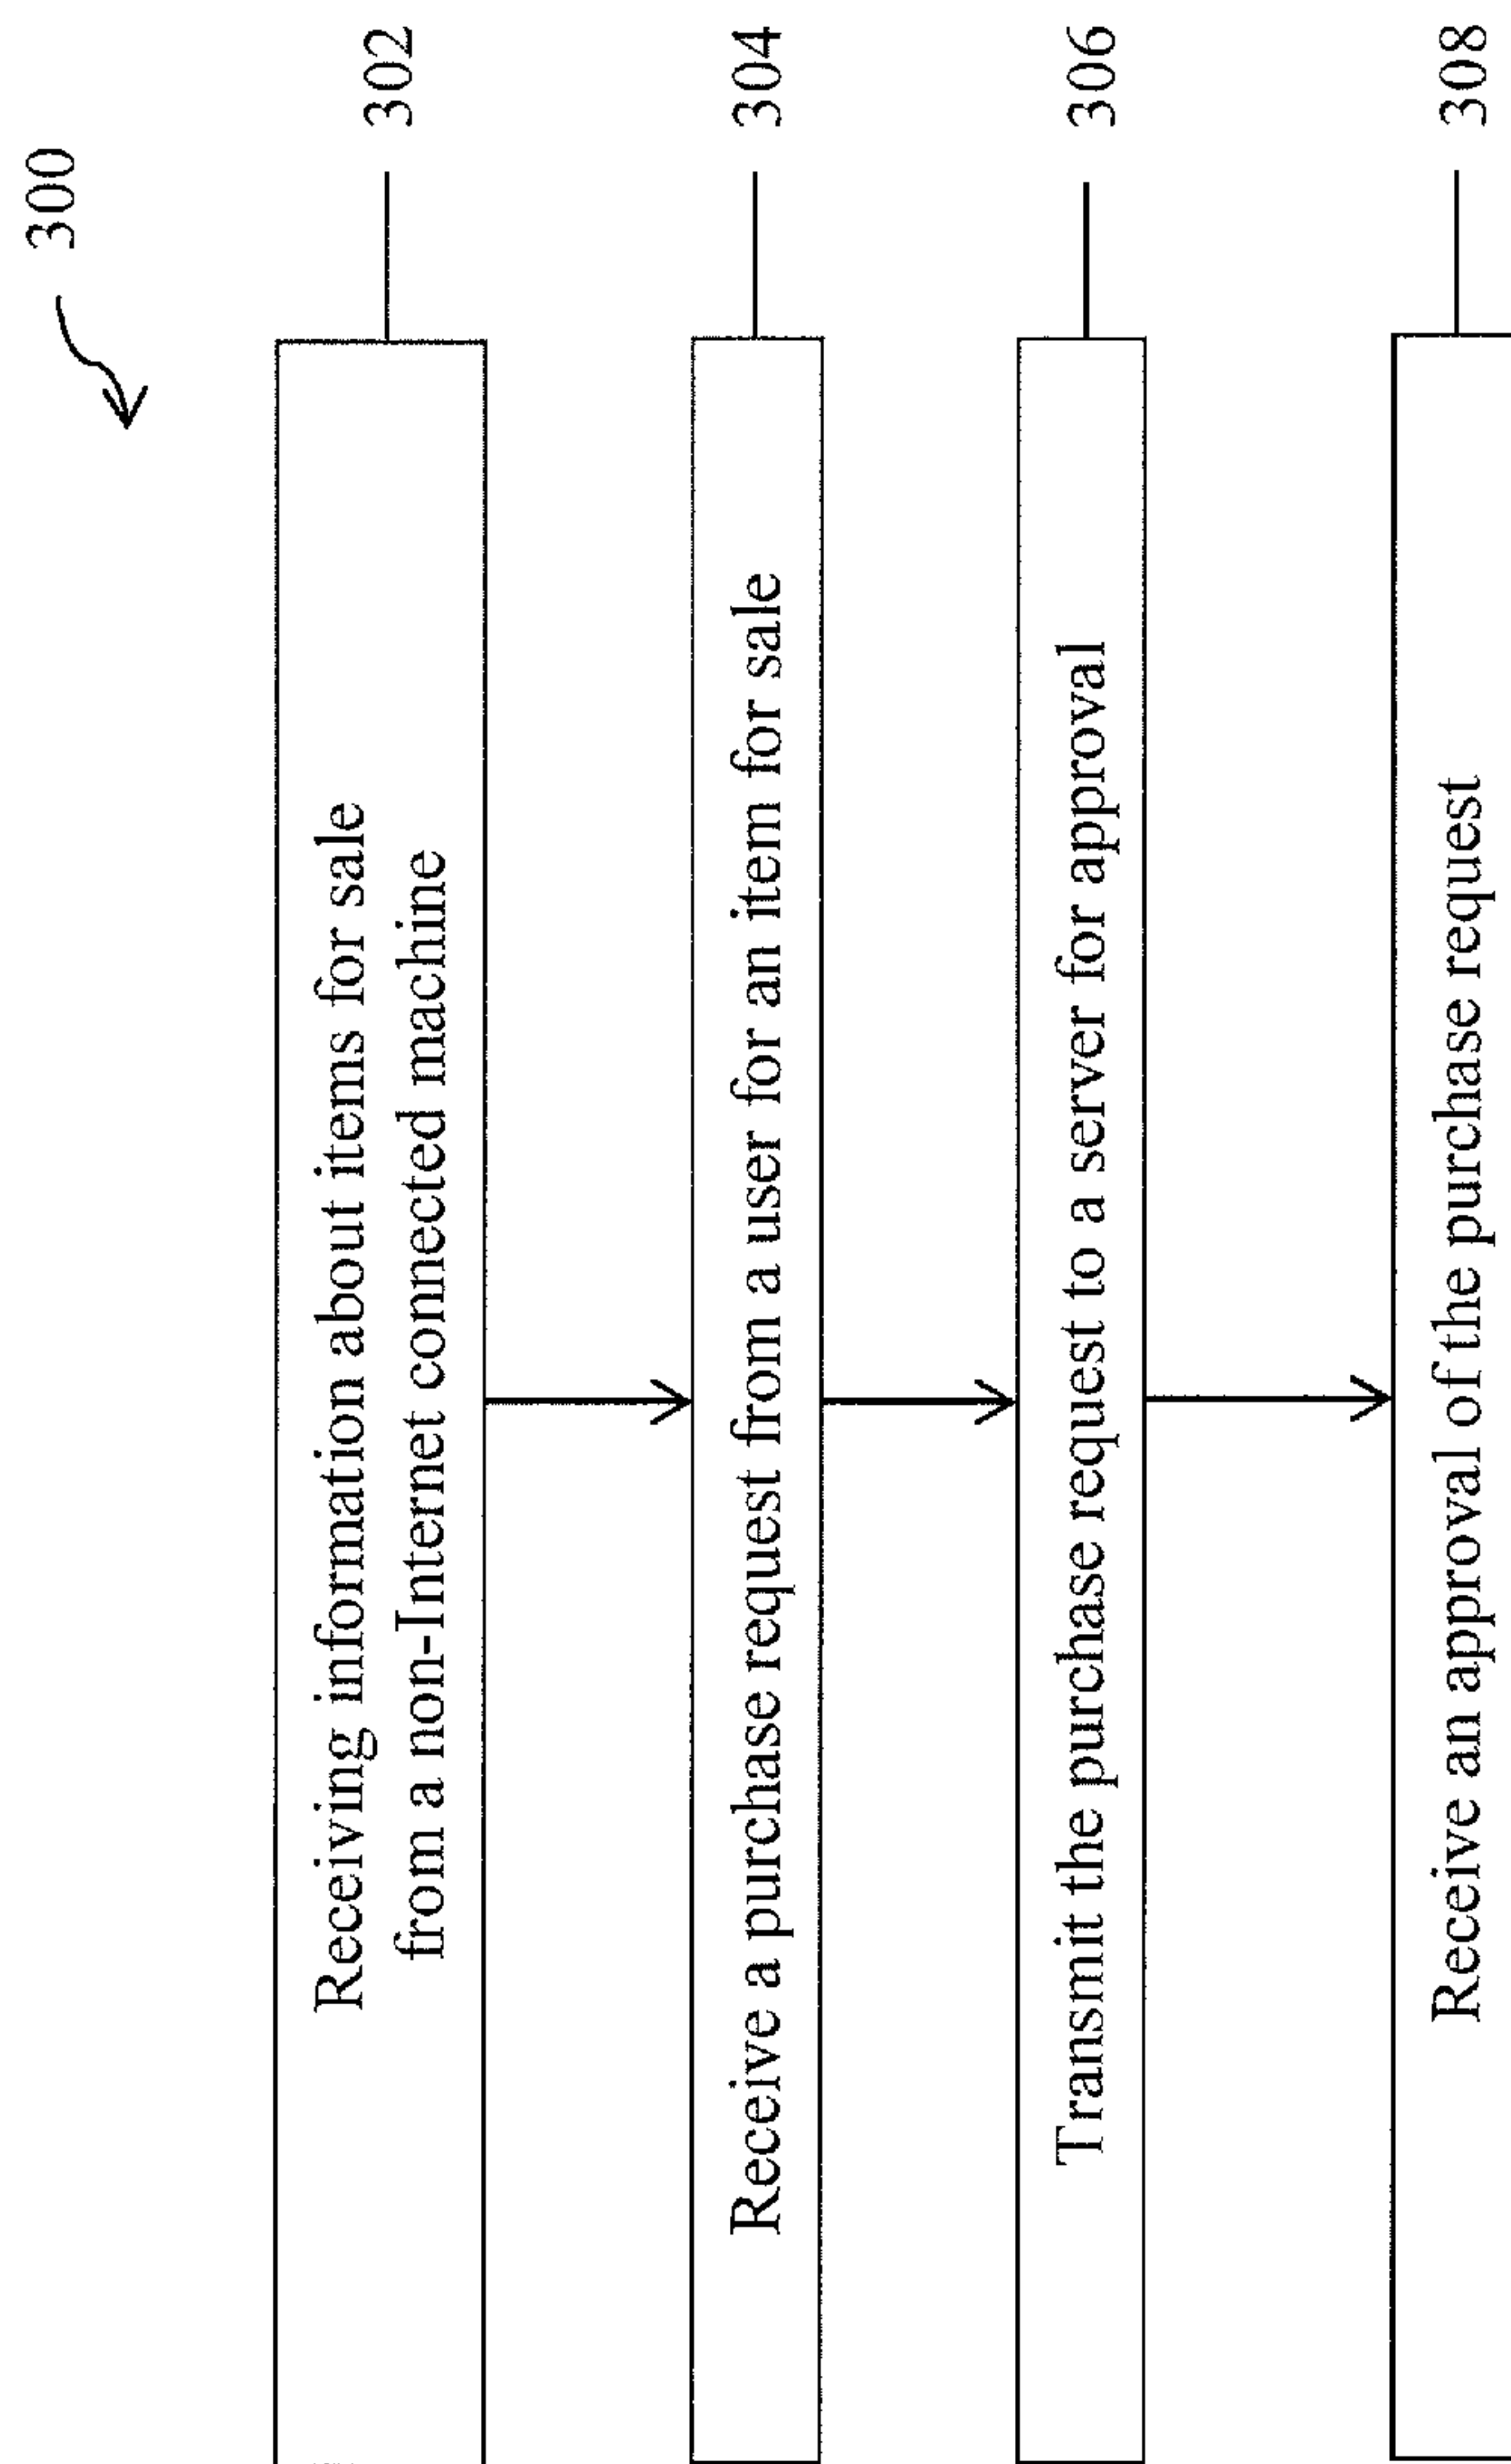 300
Receiving information about items for sale
from a non-Internet connected machine
302
Receive a purchase request from a user for an item for sale
304
Transmit the purchase request to a server for approval
306
Receive an approval of the purchase request
308